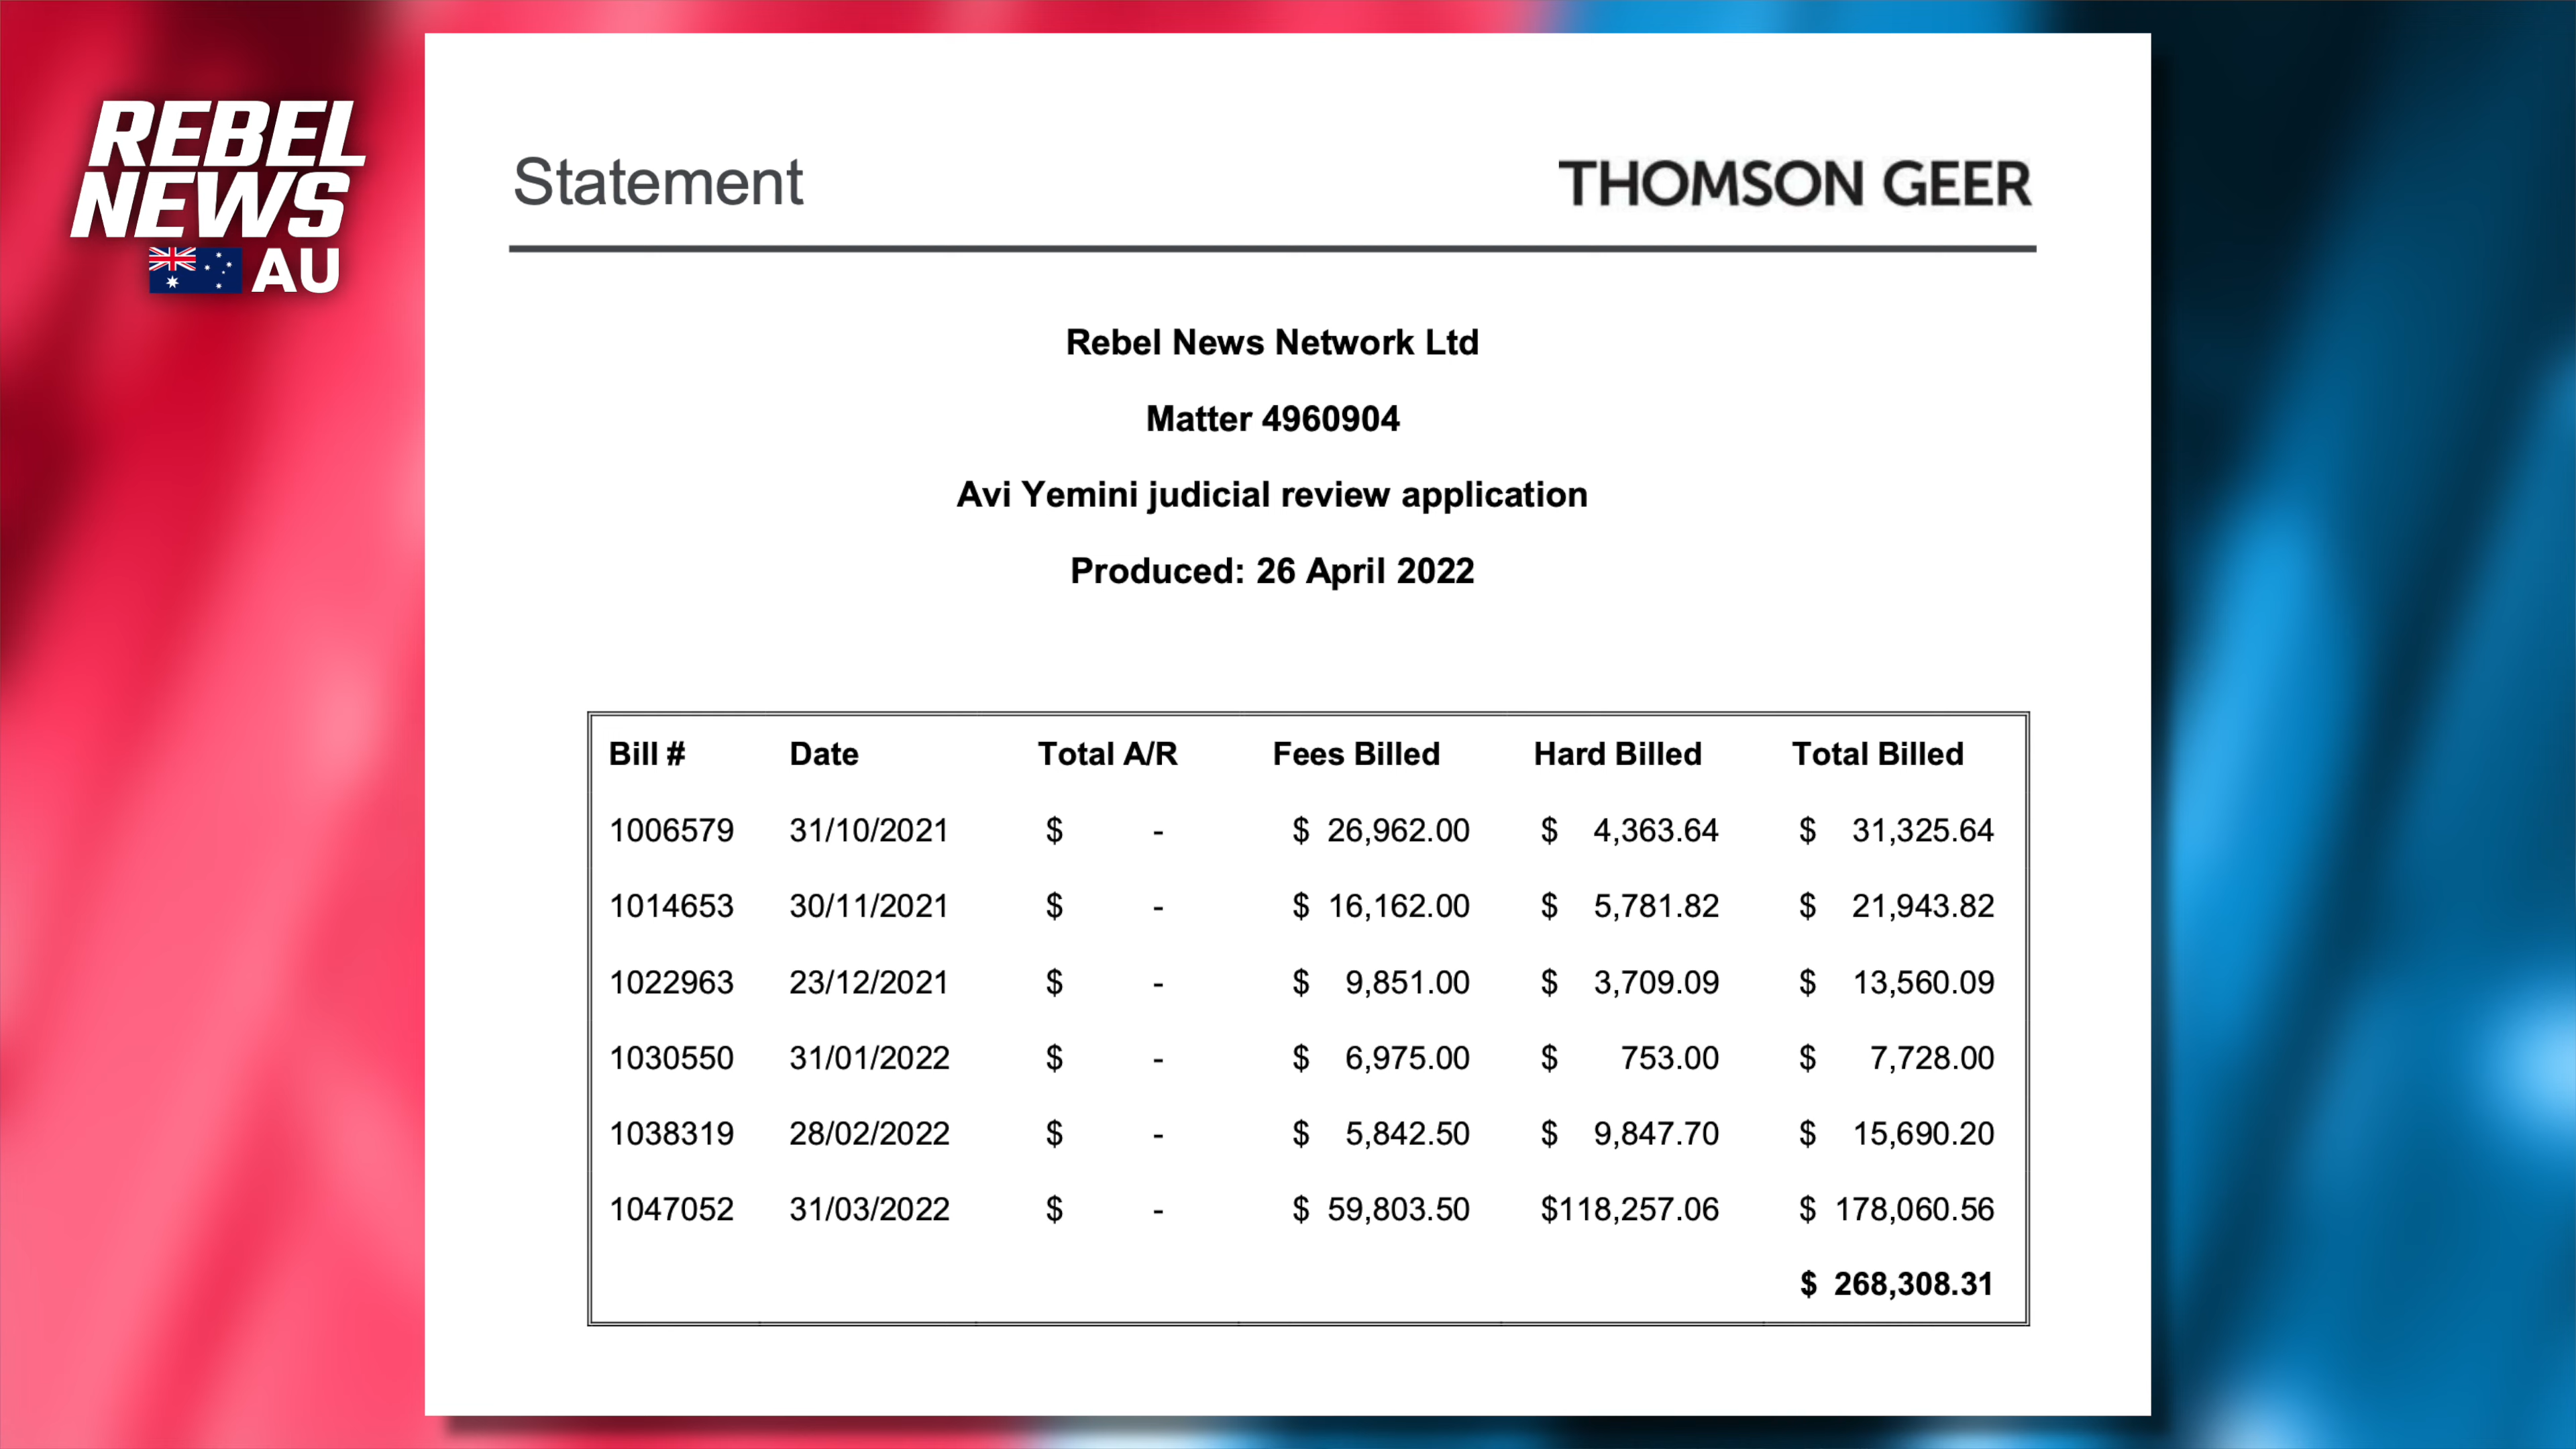 REBEL
NEWS
AU
Statement
THOMSON GEER
Rebel News Network Ltd
Matter 4960904
Avi Yemini judicial review application
Produced: 26 April 2022
Bill # Date Total A/R Fees Billed Hard Billed Total Billed
1006579 31/10/2021 $ - $ 26,962.00 $ 4,363.64 $ 31,325.64
1014653 30/11/2021 $ - $ 16,162.00 $ 5,781.82 $ 21,943.82
1022963 23/12/2021 $ - $ 9,851.00 $ 3,709.09 $ 13,560.09
1030550 31/01/2022 $ - $ 6,975.00 $ 753.00 $ 7,728.00
1038319 28/02/2022 $ - $ 5,842.50 $ 9,847.70 $ 15,690.20
1047052 31/03/2022 $ - $ 59,803.50 $118,257.06 $ 178,060.56
$ 268,308.31